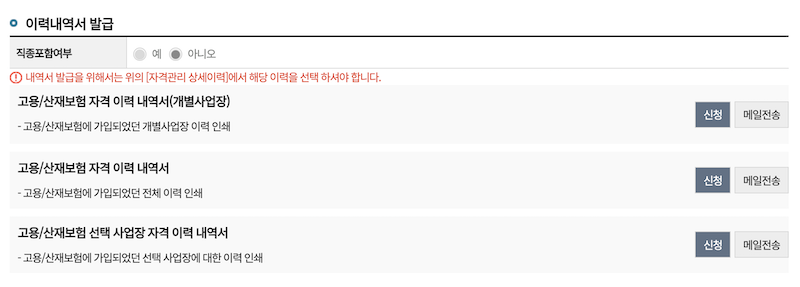 이력내역서 발급
직종포함여부 예 아니오
! 내역서 발급을 위해서는 위의 [자격관리 상세이력]에서 해당 이력을 선택 하셔야 합니다.
고용/산재보험 자격 이력 내역서(개별사업장)
- 고용/산재보험에 가입되었던 개별사업장 이력 인쇄
신청 메일전송
고용/산재보험 자격 이력 내역서
- 고용/산재보험에 가입되었던 전체 이력 인쇄
신청 메일전송
고용/산재보험 선택 사업장 자격 이력 내역서
- 고용/산재보험에 가입되었던 선택 사업장에 대한 이력 인쇄
신청 메일전송